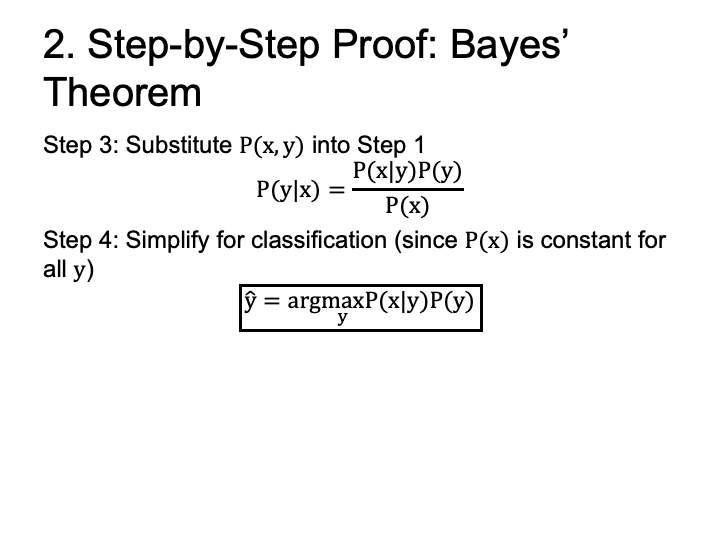 2. Step-by-Step Proof: Bayes’
Theorem
Step 3: Substitute P(x, y) into Step 1
P(y|x) = P(x|y)P(y) / P(x)
Step 4: Simplify for classification (since P(x) is constant for
all y)
ŷ = argmaxP(x|y)P(y)
y